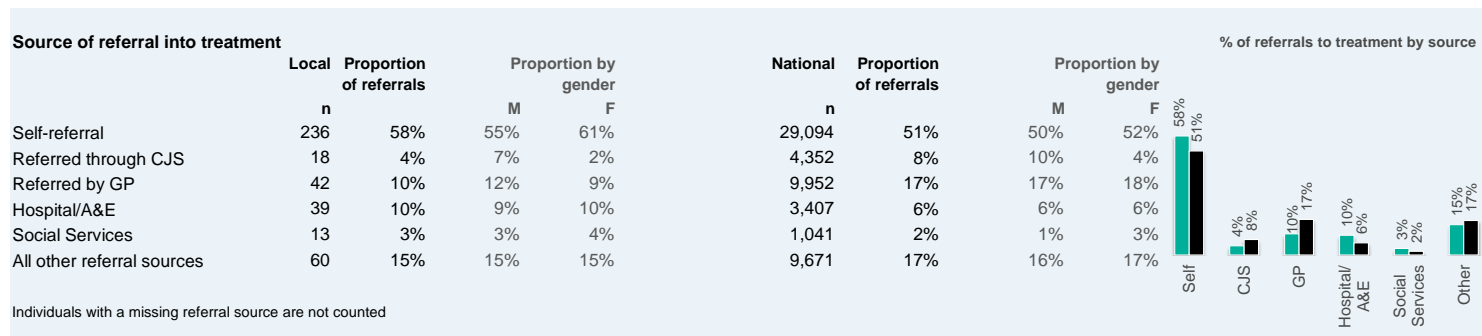 Source of referral into treatment
% of referrals to treatment by source
Local Proportion Proportion by National Proportion Proportion by
of referrals gender of referrals gender
n M F n M F
Self-referral 236 58% 55% 61% 29,094 51% 50% 52%
Referred through CJS 18 4% 7% 2% 4,352 8% 10% 4%
Referred by GP 42 10% 12% 9% 9,952 17% 17% 18%
Hospital/A&E 39 10% 9% 10% 3,407 6% 6% 6%
Social Services 13 3% 3% 4% 1,041 2% 1% 3%
All other referral sources 60 15% 15% 15% 9,671 17% 16% 17%
Individuals with a missing referral source are not counted
58% 51% 4% 8% 10% 17% 10% 6% 3% 2% 15% 17%
Self
CJS
GP
Hospital/
A&E
Social
Services
Other